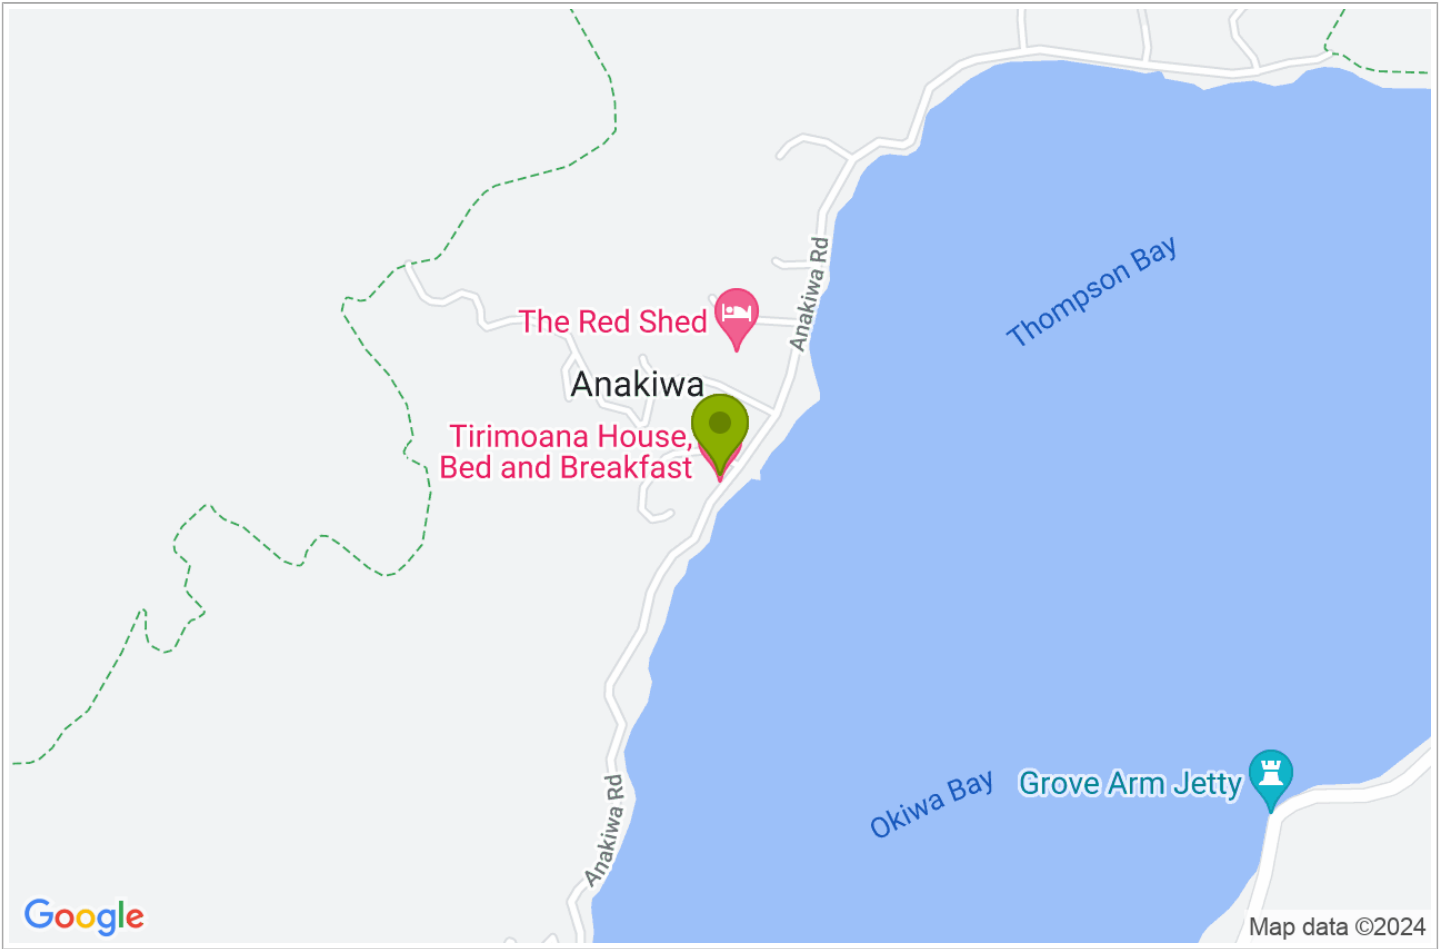 Anakiwa Rd
Thompson Bay
The Red Shed
Anakiwa
Tirimoana House,
Bed and Breakfast
Okiwa Bay
Grove Arm Jetty
Anakiwa Rd
Google
Map data ©2024